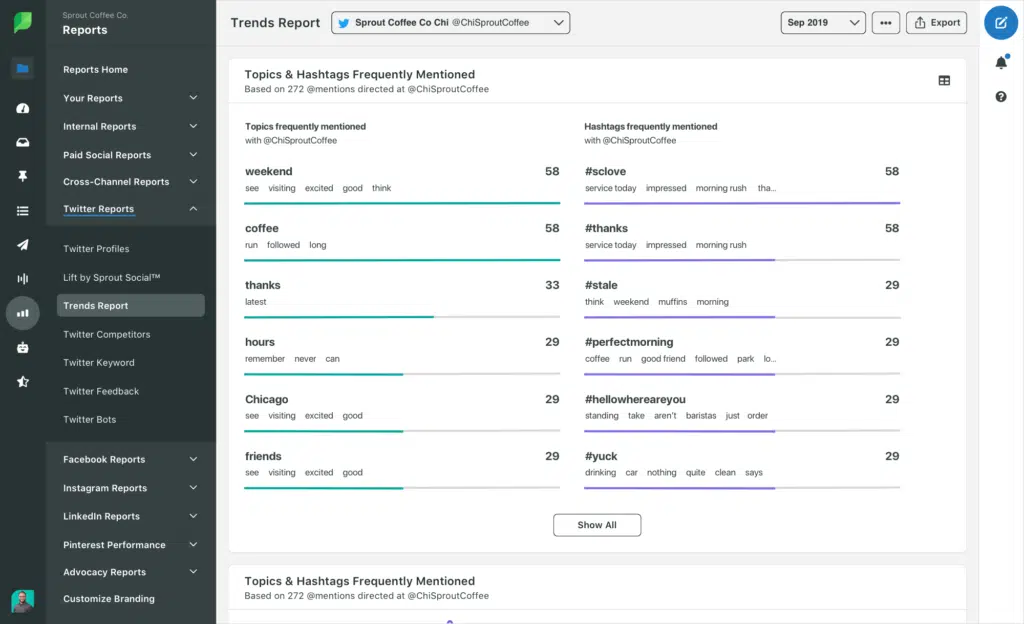 Sprout Coffee Co.
Reports
Reports Home
Your Reports
Internal Reports
Paid Social Reports
Cross-Channel Reports
Twitter Reports
Twitter Profiles
Lift by Sprout Social™
Trends Report
Twitter Competitors
Twitter Keyword
Twitter Feedback
Twitter Bots
Facebook Reports
Instagram Reports
LinkedIn Reports
Pinterest Performance
Advocacy Reports
Customize Branding
Trends Report Sprout Coffee Co Chi @ChiSproutCoffee Sep 2019 ••• Export
Topics & Hashtags Frequently Mentioned
Based on 272 @mentions directed at @ChiSproutCoffee
Topics frequently mentioned
with @ChiSproutCoffee
weekend 58
see visiting excited good think
coffee 58
run followed long
thanks 33
latest
hours 29
remember never can
Chicago 29
see visiting excited good
friends 29
see visiting excited good
Hashtags frequently mentioned
with @ChiSproutCoffee
#sclove 58
service today impressed morning rush tha...
#thanks 58
service today impressed morning rush
#stale 29
think weekend muffins morning
#perfectmorning 29
coffee run good friend followed park lo...
#hellowhereareyou 29
standing take aren't baristas just order
#yuck 29
drinking car nothing quite clean says
Show All
Topics & Hashtags Frequently Mentioned
Based on 272 @mentions directed at @ChiSproutCoffee